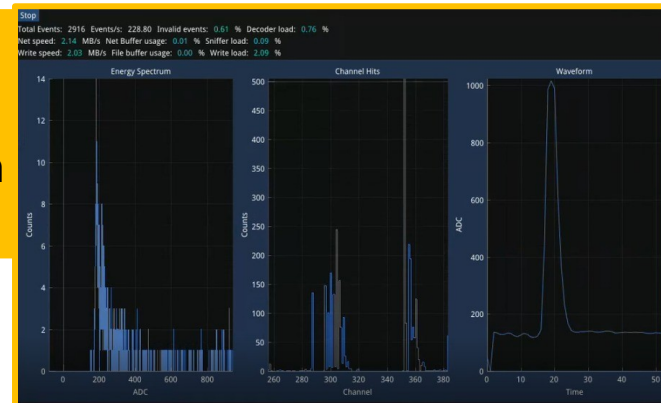 Stop
Total Events: 2916 Events/s: 228.80 Invalid events: 0.61 % Decoder load: 0.76 %
Net speed: 2.14 MB/s Net Buffer usage: 0.01 % Sniffer load: 0.09 %
Write speed: 2.03 MB/s File buffer usage: 0.00 % Write load: 2.09 %
Energy Spectrum
14
12
10
8
6
4
2
0
Counts
0 200 400 600 800
ADC
Channel Hits
500
450
400
350
300
250
200
150
100
50
0
Counts
260 280 300 320 340 360 380
Channel
Waveform
1000
800
600
400
200
0
ADC
0 10 20 30 40 50
Time